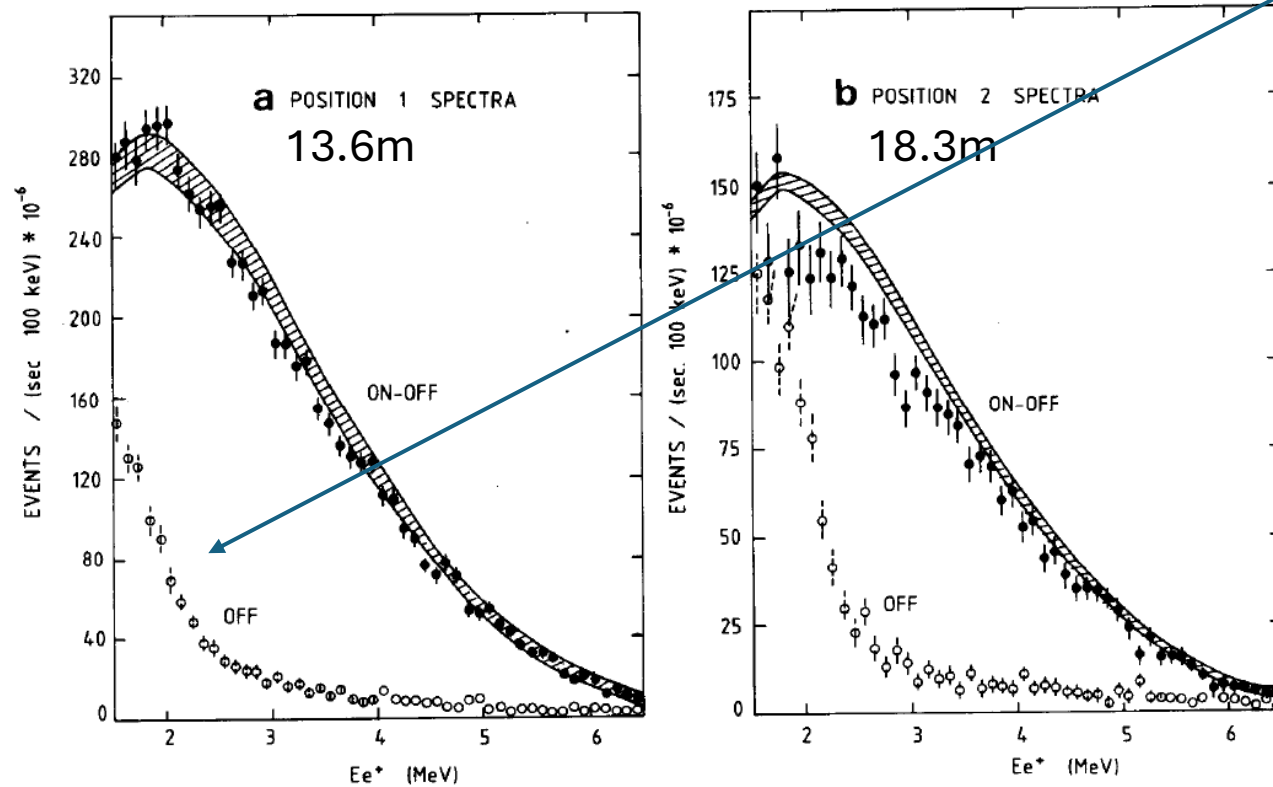 a POSITION 1 SPECTRA
13.6m
320
280
240
200
160
120
80
40
0
EVENTS / (sec 100 keV) * 10^-6
ON-OFF
OFF
2 3 4 5 6
Ee+ (MeV)
b POSITION 2 SPECTRA
18.3m
175
150
125
100
75
50
25
0
EVENTS / (sec. 100 keV) * 10^-6
ON-OFF
OFF
2 3 4 5 6
Ee+ (MeV)